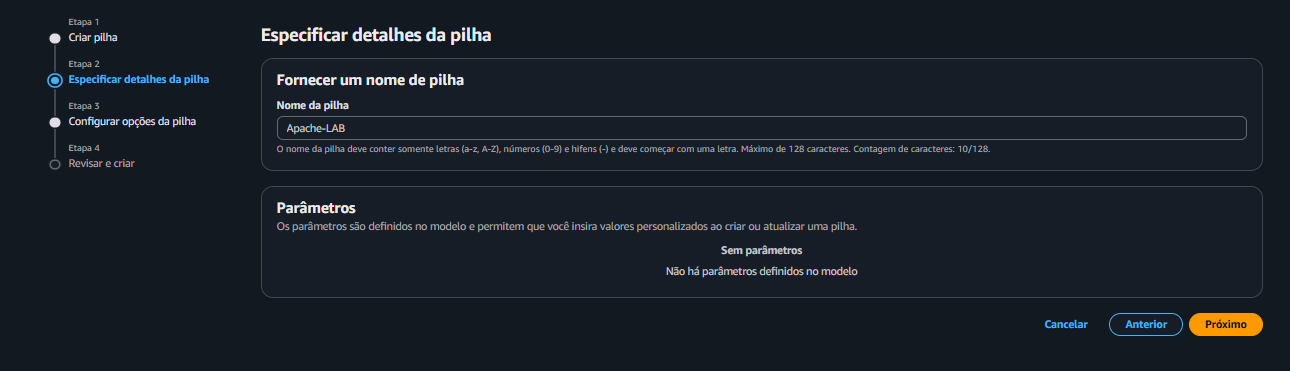 Etapa 1
Criar pilha
Etapa 2
Especificar detalhes da pilha
Etapa 3
Configurar opções da pilha
Etapa 4
Revisar e criar
Especificar detalhes da pilha
Fornecer um nome de pilha
Nome da pilha
Apache-LAB
O nome da pilha deve conter somente letras (a-z, A-Z), números (0-9) e hifens (-) e deve começar com uma letra. Máximo de 128 caracteres. Contagem de caracteres: 10/128.
Parâmetros
Os parâmetros são definidos no modelo e permitem que você insira valores personalizados ao criar ou atualizar uma pilha.
Sem parâmetros
Não há parâmetros definidos no modelo
Cancelar
Anterior
Próximo